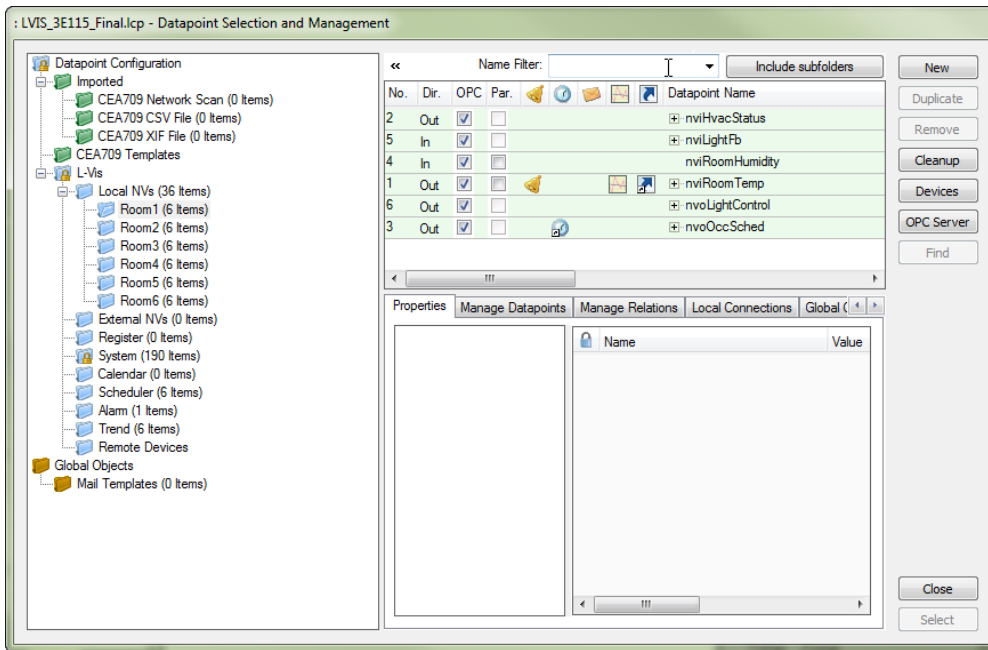 : LVIS_3E115_Final.lcp - Datapoint Selection and Management
Datapoint Configuration
Imported
CEA709 Network Scan (0 Items)
CEA709 CSV File (0 Items)
CEA709 XIF File (0 Items)
CEA709 Templates
L-Vis
Local NVs (36 Items)
Room1 (6 Items)
Room2 (6 Items)
Room3 (6 Items)
Room4 (6 Items)
Room5 (6 Items)
Room6 (6 Items)
External NVs (0 Items)
Register (0 Items)
System (190 Items)
Calendar (0 Items)
Scheduler (6 Items)
Alarm (1 Items)
Trend (6 Items)
Remote Devices
Global Objects
Mail Templates (0 Items)
« Name Filter: Include subfolders
No. Dir. OPC Par. Datapoint Name
2 Out nviHvacStatus
5 In nviLightFb
4 In nviRoomHumidity
1 Out nviRoomTemp
6 Out nvoLightControl
3 Out nvoOccSched
Properties Manage Datapoints Manage Relations Local Connections Global (
Name Value
New
Duplicate
Remove
Cleanup
Devices
OPC Server
Find
Close
Select